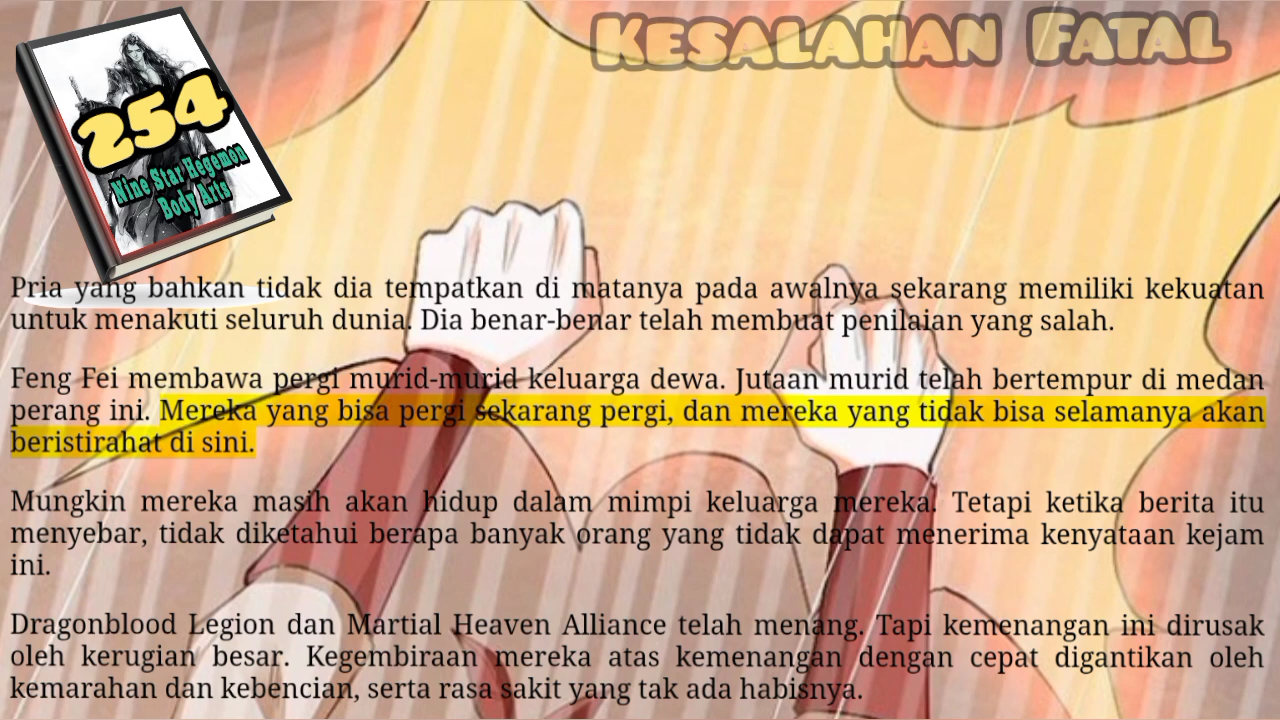 Kesalahan Fatal
254
Nine Star Hegemon
Body Arts
Pria yang bahkan tidak dia tempatkan di matanya pada awalnya sekarang memiliki kekuatan
untuk menakuti seluruh dunia. Dia benar-benar telah membuat penilaian yang salah.
Feng Fei membawa pergi murid-murid keluarga dewa. Jutaan murid telah bertempur di medan
perang ini. Mereka yang bisa pergi sekarang pergi, dan mereka yang tidak bisa selamanya akan
beristirahat di sini.
Mungkin mereka masih akan hidup dalam mimpi keluarga mereka. Tetapi ketika berita itu
menyebar, tidak diketahui berapa banyak orang yang tidak dapat menerima kenyataan kejam
ini.
Dragonblood Legion dan Martial Heaven Alliance telah menang. Tapi kemenangan ini dirusak
oleh kerugian besar. Kegembiraan mereka atas kemenangan dengan cepat digantikan oleh
kemarahan dan kebencian, serta rasa sakit yang tak ada habisnya.